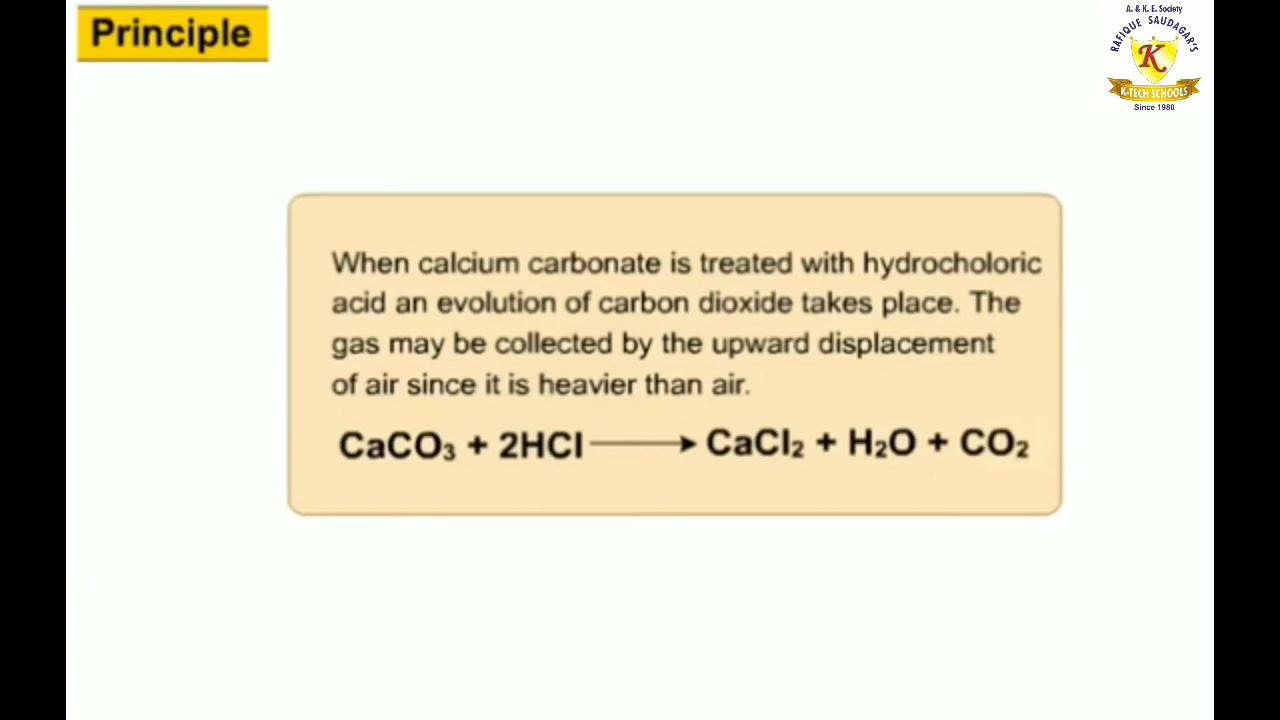 Principle
A. & K. E. Society
RAFIQUE SAUDAGAR'S
K
K-TECH SCHOOLS
Since 1980
When calcium carbonate is treated with hydrocholoric
acid an evolution of carbon dioxide takes place. The
gas may be collected by the upward displacement
of air since it is heavier than air.
CaCO₃ + 2HCl ⟶ CaCl₂ + H₂O + CO₂